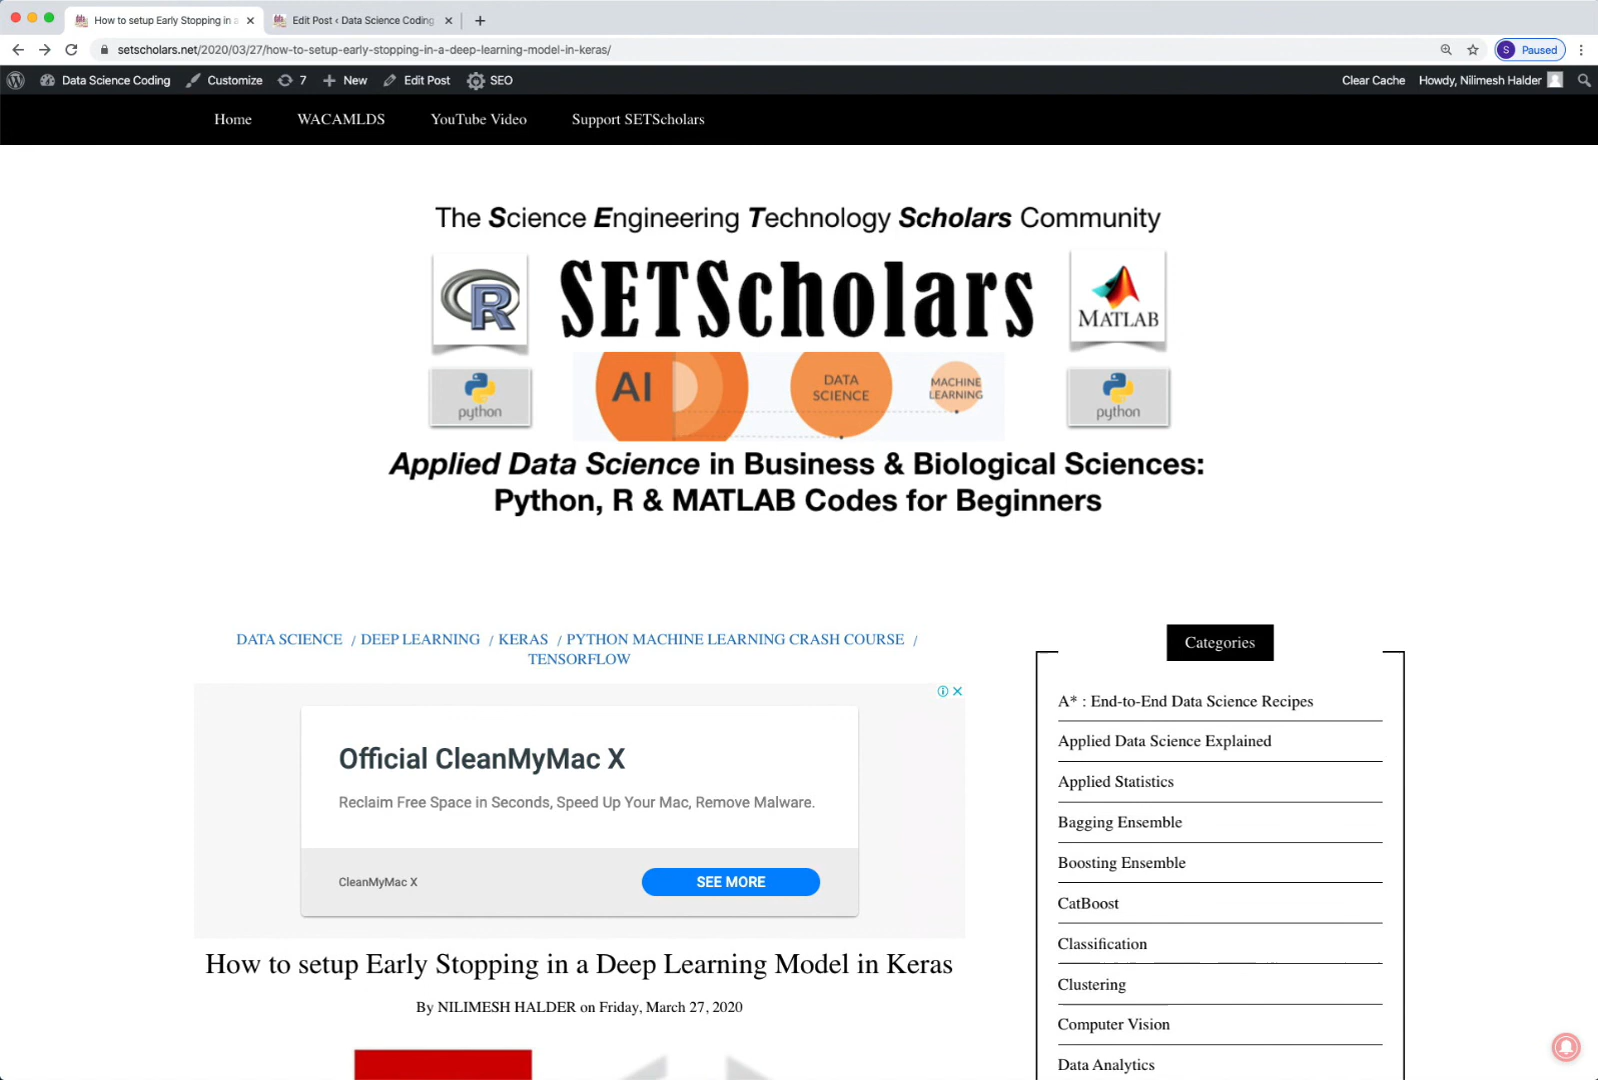 How to setup Early Stopping in a
Edit Post ‹ Data Science Coding
setscholars.net/2020/03/27/how-to-setup-early-stopping-in-a-deep-learning-model-in-keras/
S Paused
Data Science Coding Customize 7 New Edit Post SEO Clear Cache Howdy, Nilimesh Halder
Home WACAMLDS YouTube Video Support SETScholars
The Science Engineering Technology Scholars Community
R SETScholars MATLAB
python AI DATA SCIENCE MACHINE LEARNING python
Applied Data Science in Business & Biological Sciences:
Python, R & MATLAB Codes for Beginners
DATA SCIENCE / DEEP LEARNING / KERAS / PYTHON MACHINE LEARNING CRASH COURSE /
TENSORFLOW
Official CleanMyMac X
Reclaim Free Space in Seconds, Speed Up Your Mac, Remove Malware.
CleanMyMac X SEE MORE
How to setup Early Stopping in a Deep Learning Model in Keras
By NILIMESH HALDER on Friday, March 27, 2020
Categories
A* : End-to-End Data Science Recipes
Applied Data Science Explained
Applied Statistics
Bagging Ensemble
Boosting Ensemble
CatBoost
Classification
Clustering
Computer Vision
Data Analytics